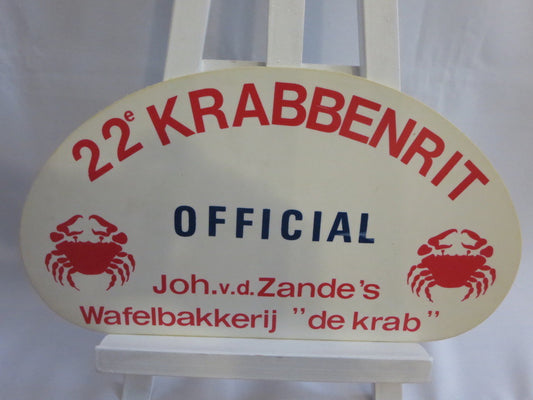 22e KRABBENRIT
OFFICIAL
Joh.v.d.Zande's
Wafelbakkerij "de krab"